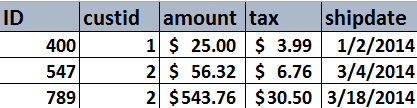 ID custid amount tax shipdate
400 1 $ 25.00 $ 3.99 1/2/2014
547 2 $ 56.32 $ 6.76 3/4/2014
789 2 $543.76 $30.50 3/18/2014